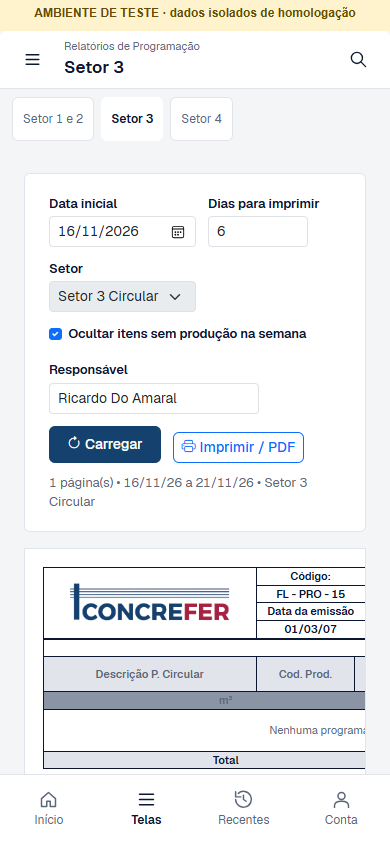 AMBIENTE DE TESTE · dados isolados de homologação
Relatórios de Programação
Setor 3
Setor 1 e 2
Setor 3
Setor 4
Data inicial
Dias para imprimir
16/11/2026
6
Setor
Setor 3 Circular
Ocultar itens sem produção na semana
Responsável
Ricardo Do Amaral
Carregar
Imprimir / PDF
1 página(s) • 16/11/26 a 21/11/26 • Setor 3
Circular
CONCREFER
Código:
FL - PRO - 15
Data da emissão
01/03/07
Descrição P. Circular
Cod. Prod.
m³
Nenhuma programa
Total
Início
Telas
Recentes
Conta